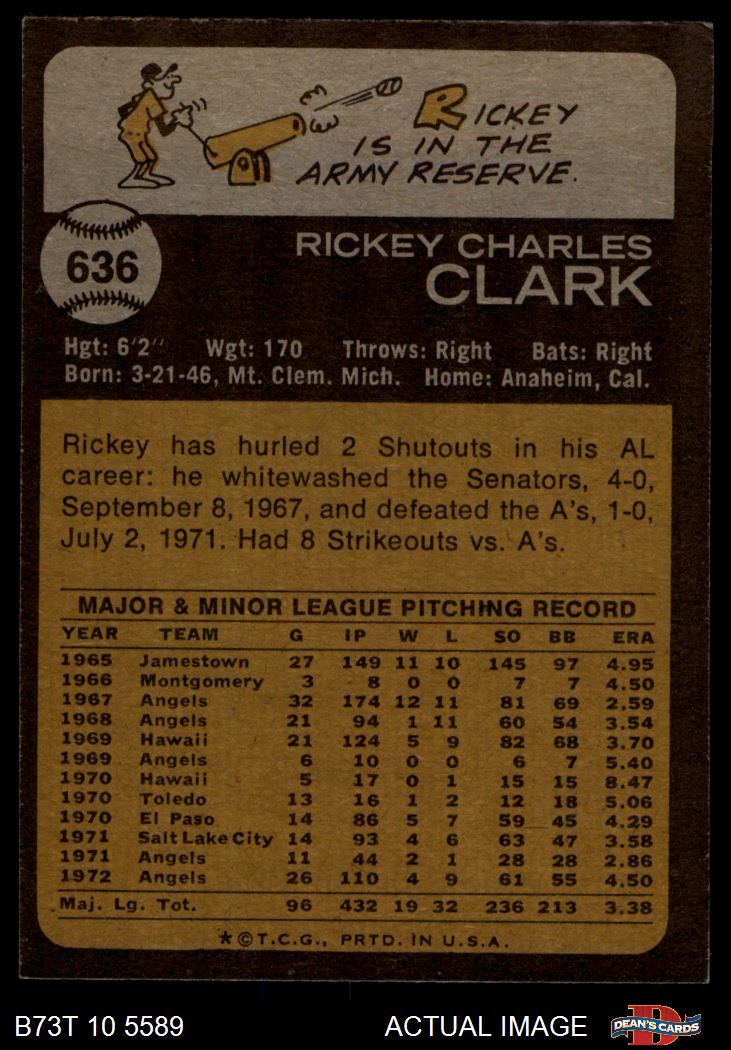 RICKEY
IS IN THE
ARMY RESERVE.
636
RICKEY CHARLES
CLARK
Hgt: 6'2" Wgt: 170 Throws: Right Bats: Right
Born: 3-21-46, Mt. Clem. Mich. Home: Anaheim, Cal.
Rickey has hurled 2 Shutouts in his AL
career: he whitewashed the Senators, 4-0,
September 8, 1967, and defeated the A's, 1-0,
July 2, 1971. Had 8 Strikeouts vs. A's.
MAJOR & MINOR LEAGUE PITCHING RECORD
YEAR TEAM G IP W L SO BB ERA
1965 Jamestown 27 149 11 10 145 97 4.95
1966 Montgomery 3 8 0 0 7 7 4.50
1967 Angels 32 174 12 11 81 69 2.59
1968 Angels 21 94 1 11 60 54 3.54
1969 Hawaii 21 124 5 9 82 68 3.70
1969 Angels 6 10 0 0 6 7 5.40
1970 Hawaii 5 17 0 1 15 15 8.47
1970 Toledo 13 16 1 2 12 18 5.06
1970 El Paso 14 86 5 7 59 45 4.29
1971 Salt Lake City 14 93 4 6 63 47 3.58
1971 Angels 11 44 2 1 28 28 2.86
1972 Angels 26 110 4 9 61 55 4.50
Maj. Lg. Tot. 96 432 19 32 236 213 3.38
★©T.C.G., PRTD. IN U.S.A.
B73T 10 5589 ACTUAL IMAGE D DEAN'S CARDS